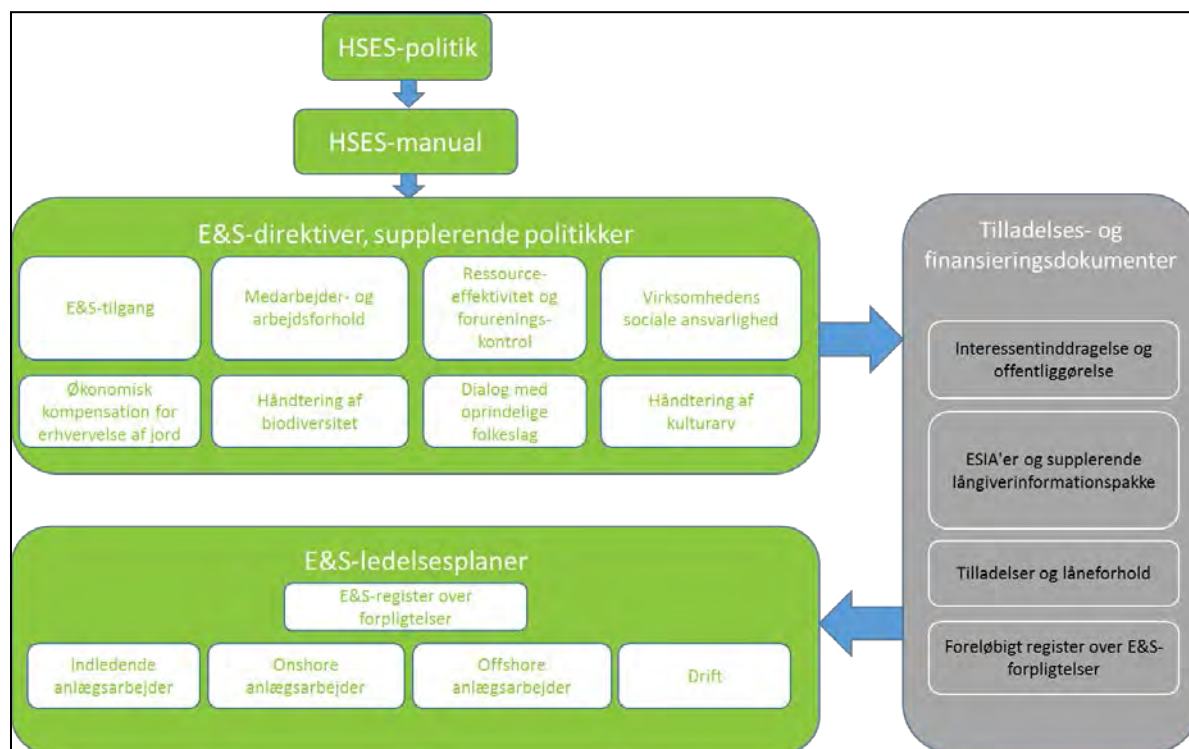 HSES-politik
HSES-manual
E&S-direktiver, supplerende politikker
E&S-tilgang
Medarbejder- og
arbejdsforhold
Ressource-
effektivitet og
forurenings-
kontrol
Virksomhedens
sociale ansvarlighed
Økonomisk
kompensation for
erhvervelse af jord
Håndtering af
biodiversitet
Dialog med
oprindelige
folkeslag
Håndtering af
kulturarv
Tilladelses- og
finansieringsdokumenter
Interessentinddragelse og
offentliggørelse
ESIA'er og supplerende
långiverinformationspakke
Tilladelser og låneforhold
Foreløbigt register over E&S-
forpligtelser
E&S-ledelsesplaner
E&S-register over
forpligtelser
Indledende
anlægsarbejder
Onshore
anlægsarbejder
Offshore
anlægsarbejder
Drift